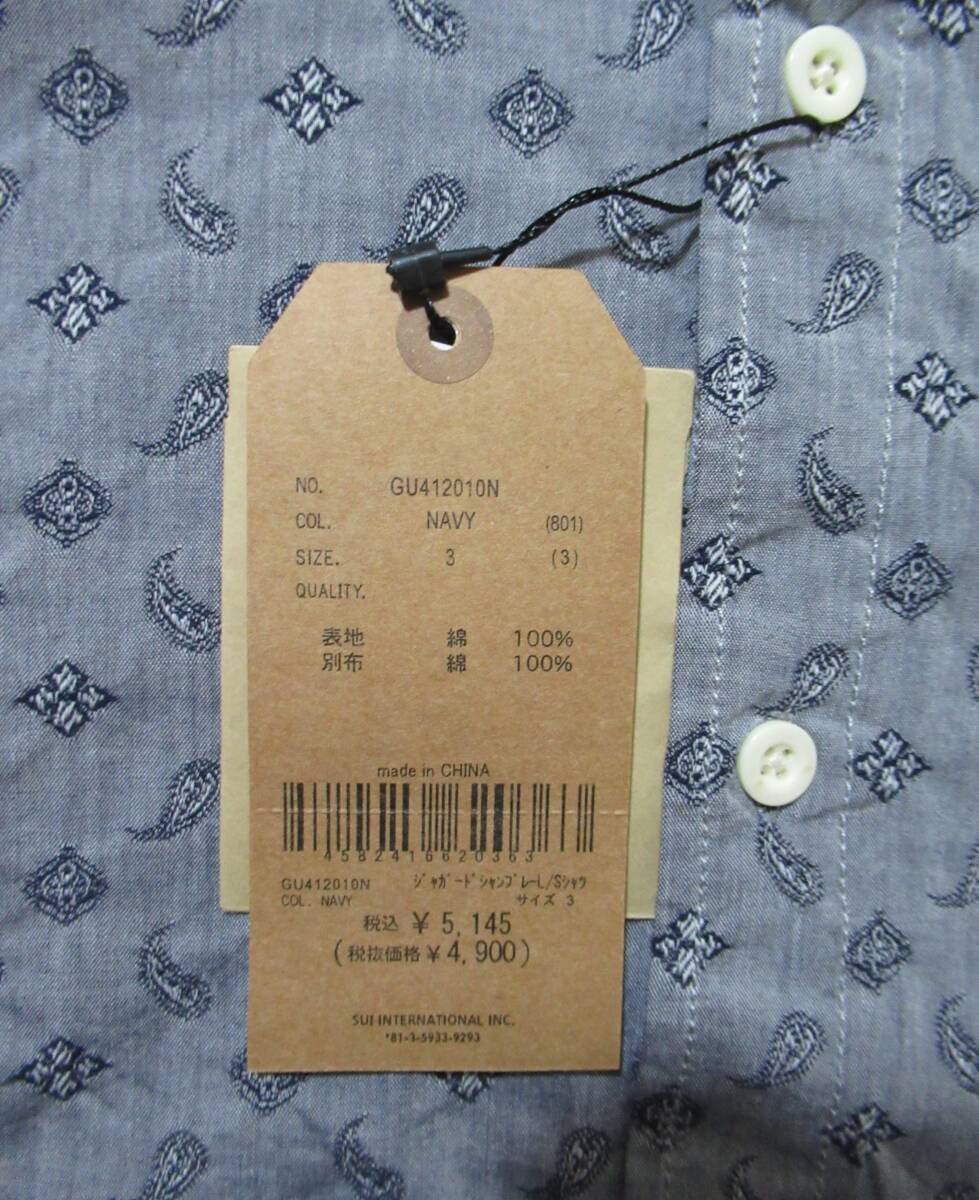 NO. GU412010N
COL. NAVY (801)
SIZE. 3 (3)
QUALITY.
表地 綿 100%
別布 綿 100%
made in CHINA
4582416620363
GU412010N ｼﾞｬｶﾞｰﾄﾞｼｬﾝﾌﾞﾚｰL/Sｼｬﾂ
COL. NAVY サイズ 3
税込 ¥ 5,145
(税抜価格 ¥ 4,900)
SUI INTERNATIONAL INC.
*81-3-5933-9293